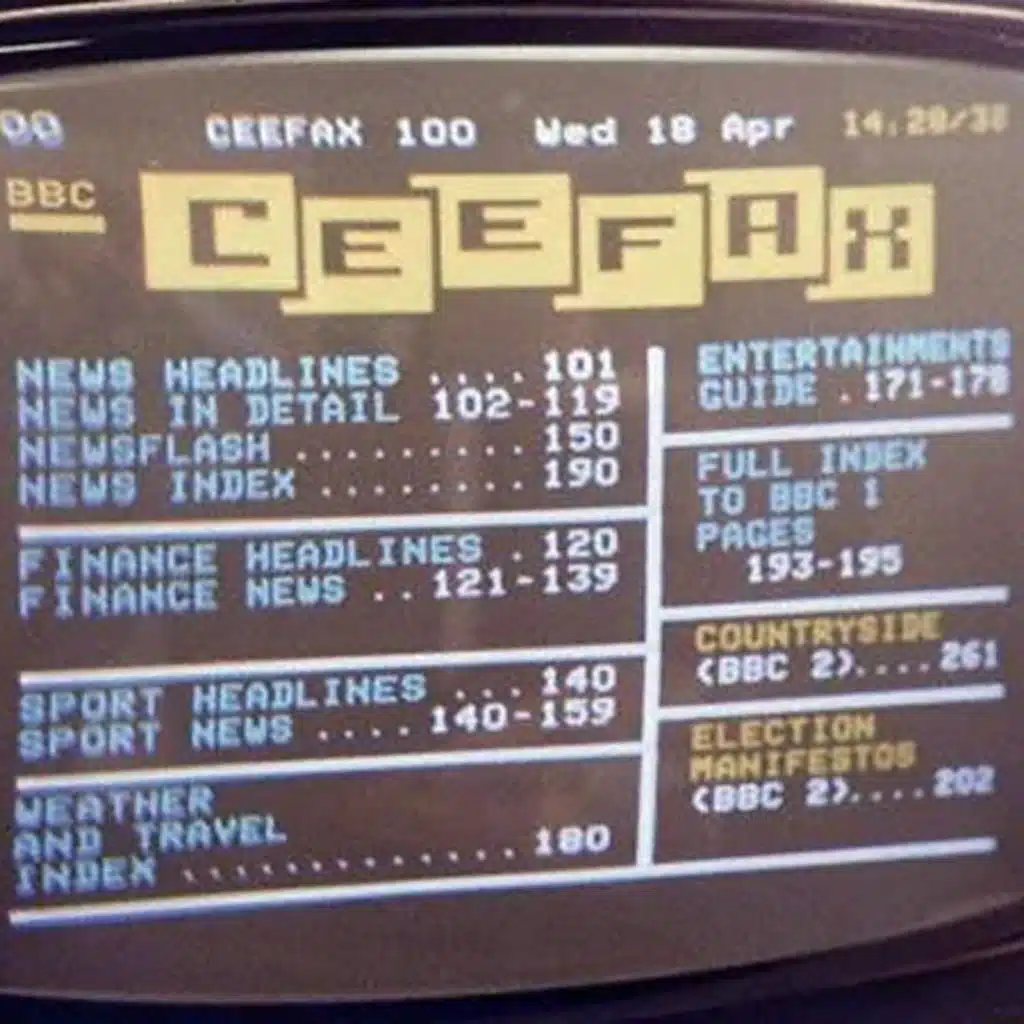 00 CEEFAX 100 Wed 18 Apr 14:28/38
BBC
CEEFAX
NEWS HEADLINES .... 101
NEWS IN DETAIL 102-119
NEWSFLASH ......... 150
NEWS INDEX ........ 190
FINANCE HEADLINES . 120
FINANCE NEWS .. 121-139
SPORT HEADLINES ... 140
SPORT NEWS .... 140-159
WEATHER
AND TRAVEL
INDEX ............. 180
ENTERTAINMENTS
GUIDE . 171-178
FULL INDEX
TO BBC 1
PAGES
193-195
COUNTRYSIDE
(BBC 2)....261
ELECTION
MANIFESTOS
(BBC 2)....202